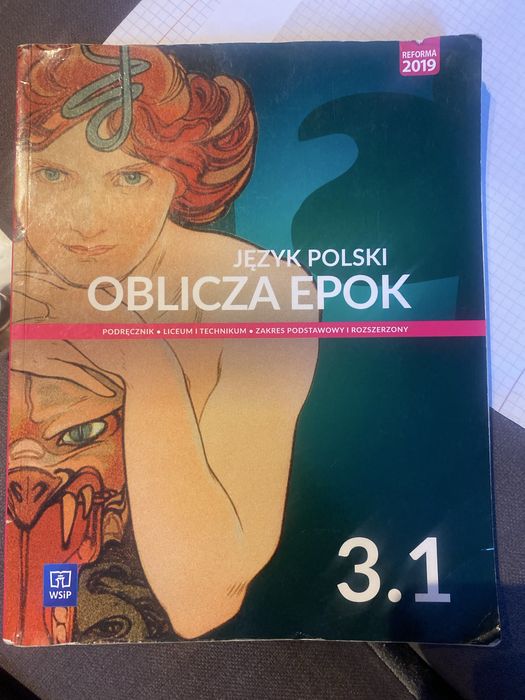 REFORMA
2019
JĘZYK POLSKI
OBLICZA EPOK
PODRĘCZNIK • LICEUM I TECHNIKUM • ZAKRES PODSTAWOWY I ROZSZERZONY
3.1
WSiP